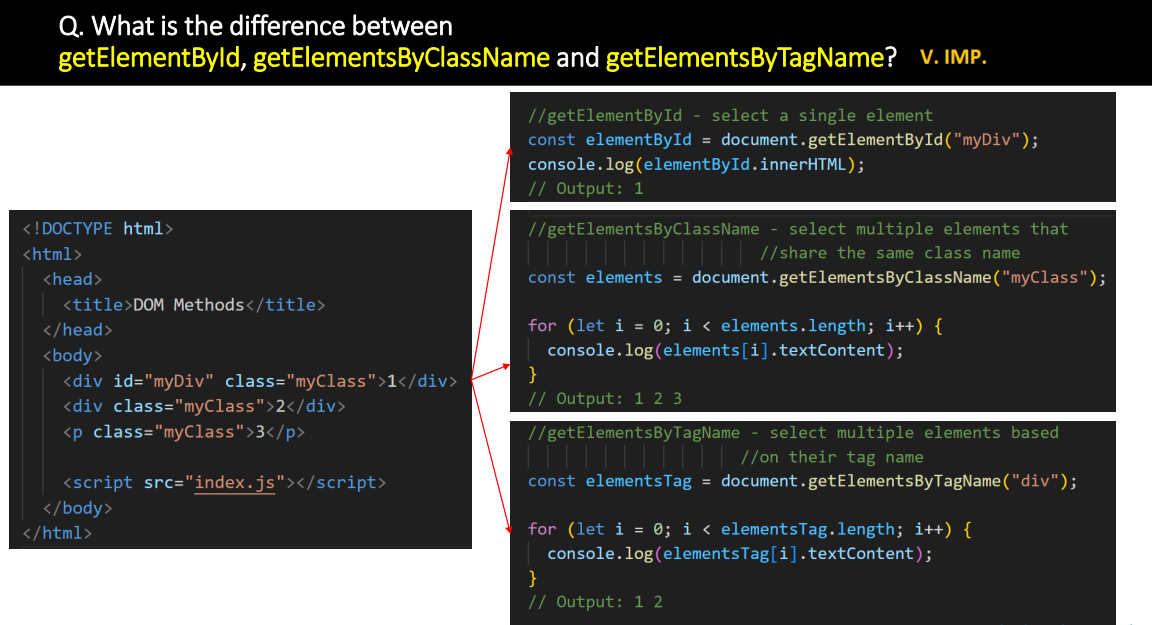 Q. What is the difference between
getElementById, getElementsByClassName and getElementsByTagName? V. IMP.
<!DOCTYPE html>
<html>
<head>
<title>DOM Methods</title>
</head>
<body>
<div id="myDiv" class="myClass">1</div>
<div class="myClass">2</div>
<p class="myClass">3</p>
<script src="index.js"></script>
</body>
</html>
//getElementById - select a single element
const elementById = document.getElementById("myDiv");
console.log(elementById.innerHTML);
// Output: 1
//getElementsByClassName - select multiple elements that
//share the same class name
const elements = document.getElementsByClassName("myClass");
for (let i = 0; i < elements.length; i++) {
console.log(elements[i].textContent);
}
// Output: 1 2 3
//getElementsByTagName - select multiple elements based
//on their tag name
const elementsTag = document.getElementsByTagName("div");
for (let i = 0; i < elementsTag.length; i++) {
console.log(elementsTag[i].textContent);
}
// Output: 1 2